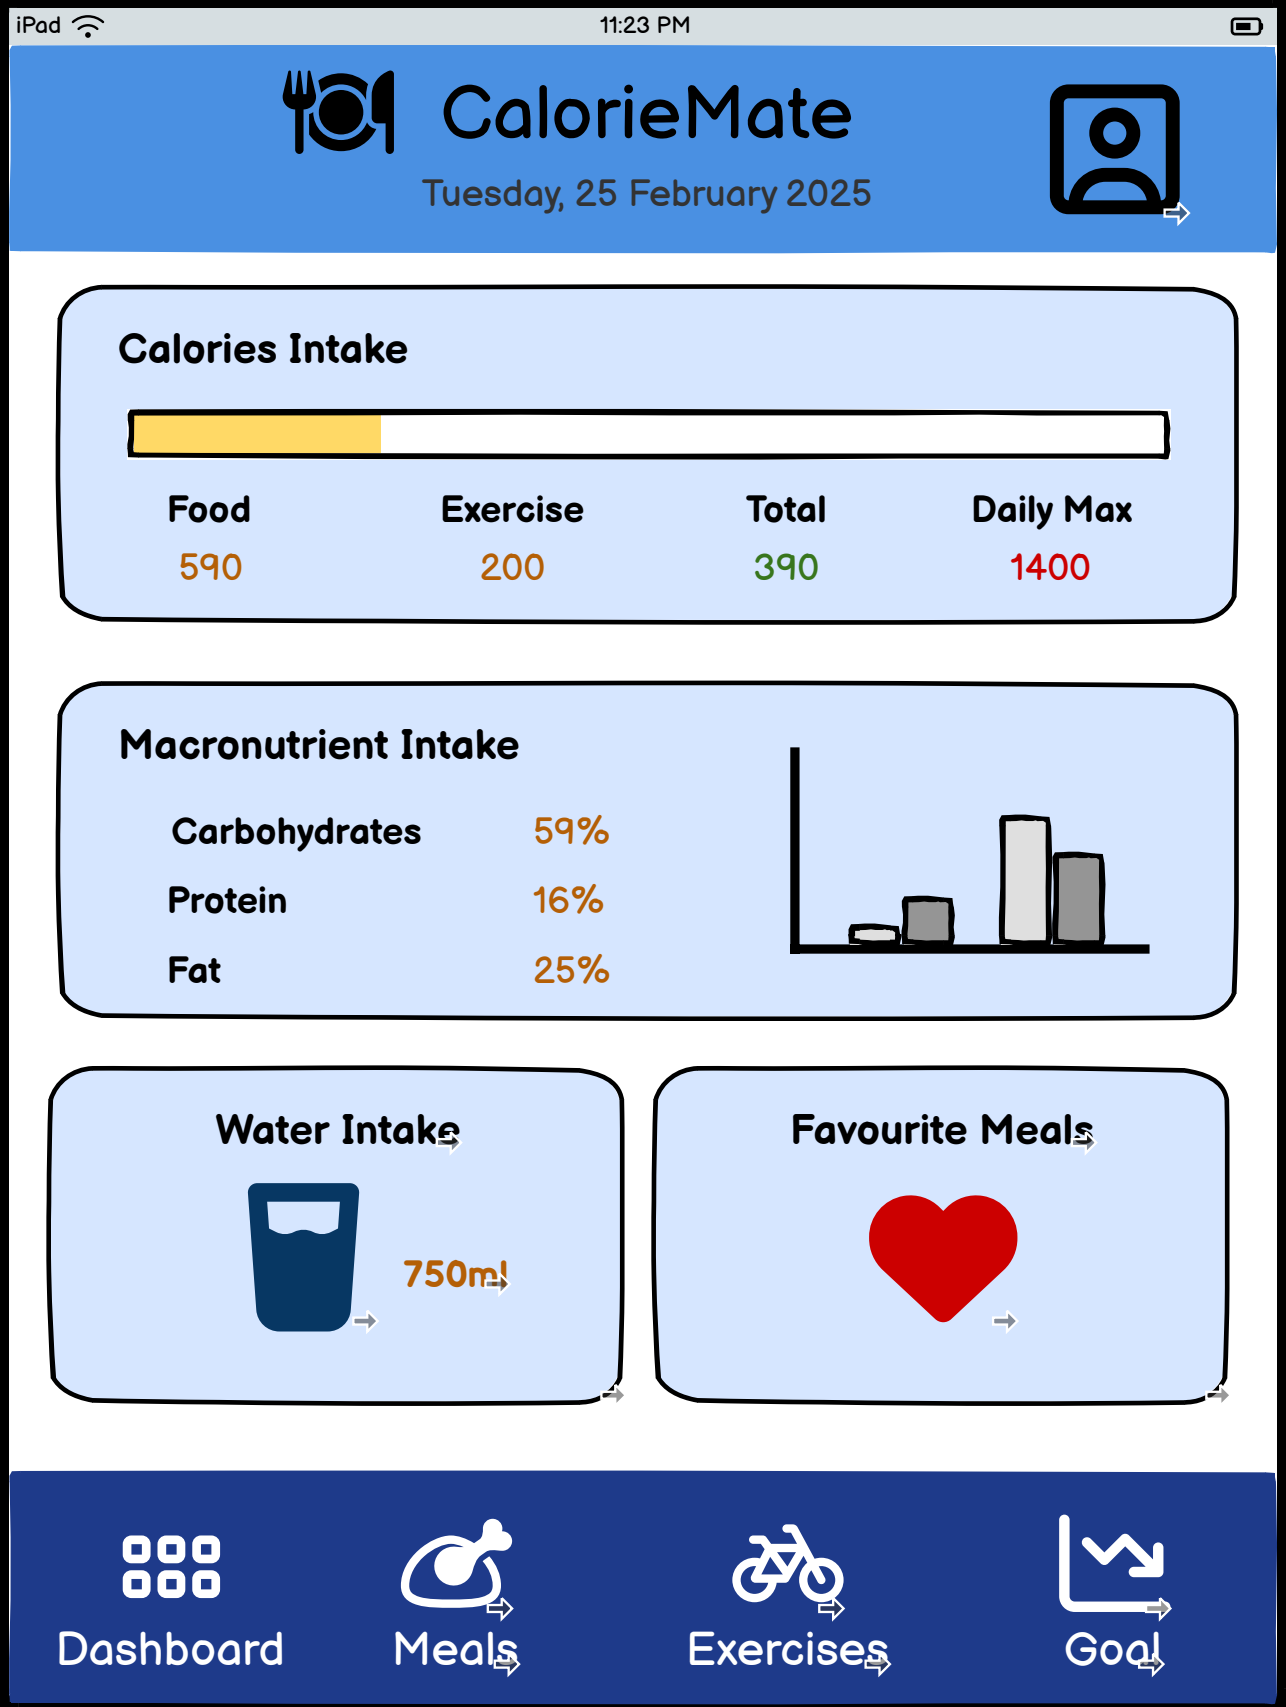 iPad 11:23 PM
CalorieMate
Tuesday, 25 February 2025
Calories Intake
Food Exercise Total Daily Max
590 200 390 1400
Macronutrient Intake
Carbohydrates 59%
Protein 16%
Fat 25%
Water Intake
750ml
Favourite Meals
Dashboard Meals Exercises Goal